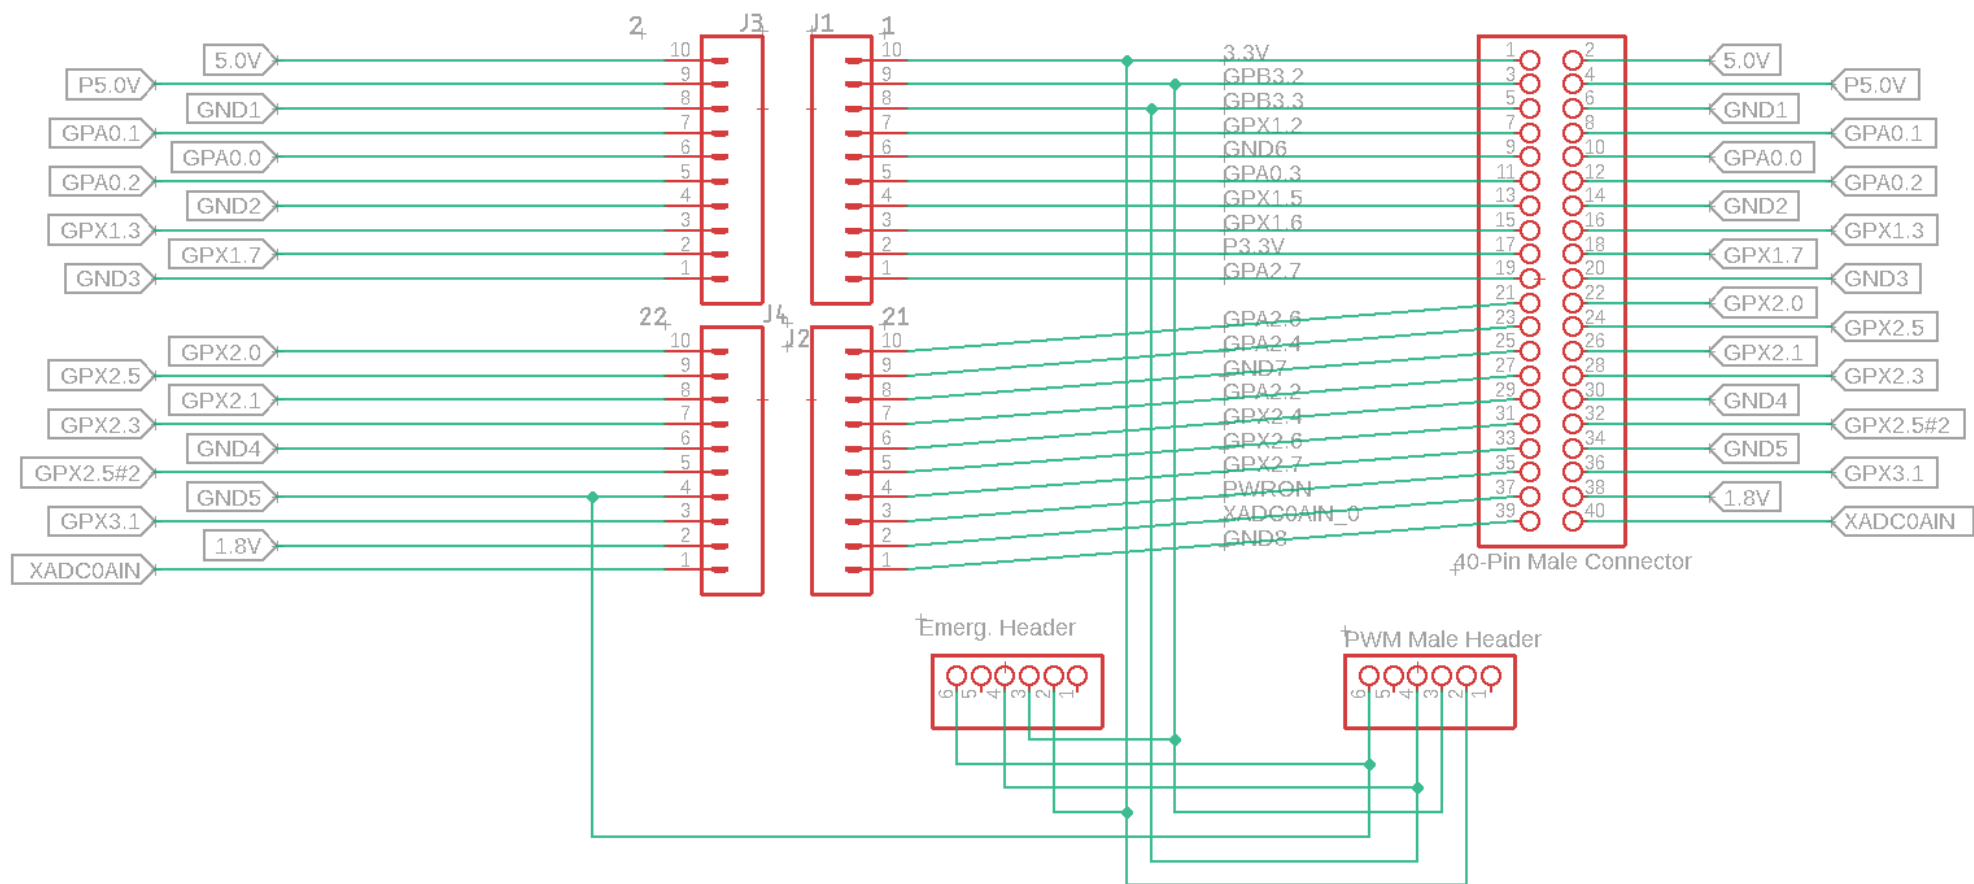 2 J3 J1 1
5.0V 10 10 3.3V 1 2 5.0V
P5.0V 9 9 GPB3.2 3 4 P5.0V
GND1 8 8 GPB3.3 5 6 GND1
GPA0.1 7 7 GPX1.2 7 8 GPA0.1
GPA0.0 6 6 GND6 9 10 GPA0.0
GPA0.2 5 5 GPA0.3 11 12 GPA0.2
GND2 4 4 GPX1.5 13 14 GND2
GPX1.3 3 3 GPX1.6 15 16 GPX1.3
GPX1.7 2 2 P3.3V 17 18 GPX1.7
GND3 1 1 GPA2.7 19 20 GND3
22 J4 J2 21
GPX2.0 10 10 GPA2.6 21 22 GPX2.0
GPX2.5 9 9 GPA2.4 23 24 GPX2.5
GPX2.1 8 8 GND7 25 26 GPX2.1
GPX2.3 7 7 GPA2.2 27 28 GPX2.3
GND4 6 6 GPX2.4 29 30 GND4
GPX2.5#2 5 5 GPX2.6 31 32 GPX2.5#2
GND5 4 4 GPX2.7 33 34 GND5
GPX3.1 3 3 PWRON 35 36 GPX3.1
1.8V 2 2 XADC0AIN_0 37 38 1.8V
XADC0AIN 1 1 GND8 39 40 XADC0AIN
40-Pin Male Connector
Emerg. Header
6 5 4 3 2 1
PWM Male Header
6 5 4 3 2 1